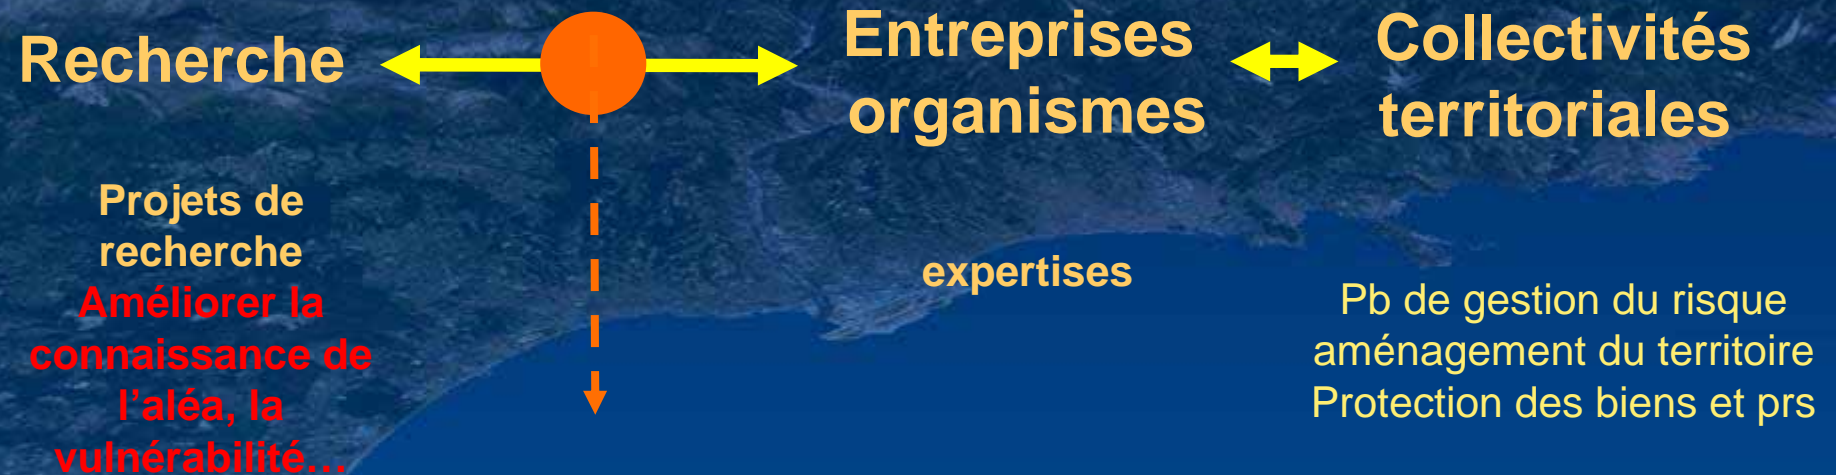 Recherche
Entreprises
organismes
Collectivités
territoriales
Projets de
recherche
Améliorer la
connaissance de
l’aléa, la
vulnérabilité…
expertises
Pb de gestion du risque
aménagement du territoire
Protection des biens et prs